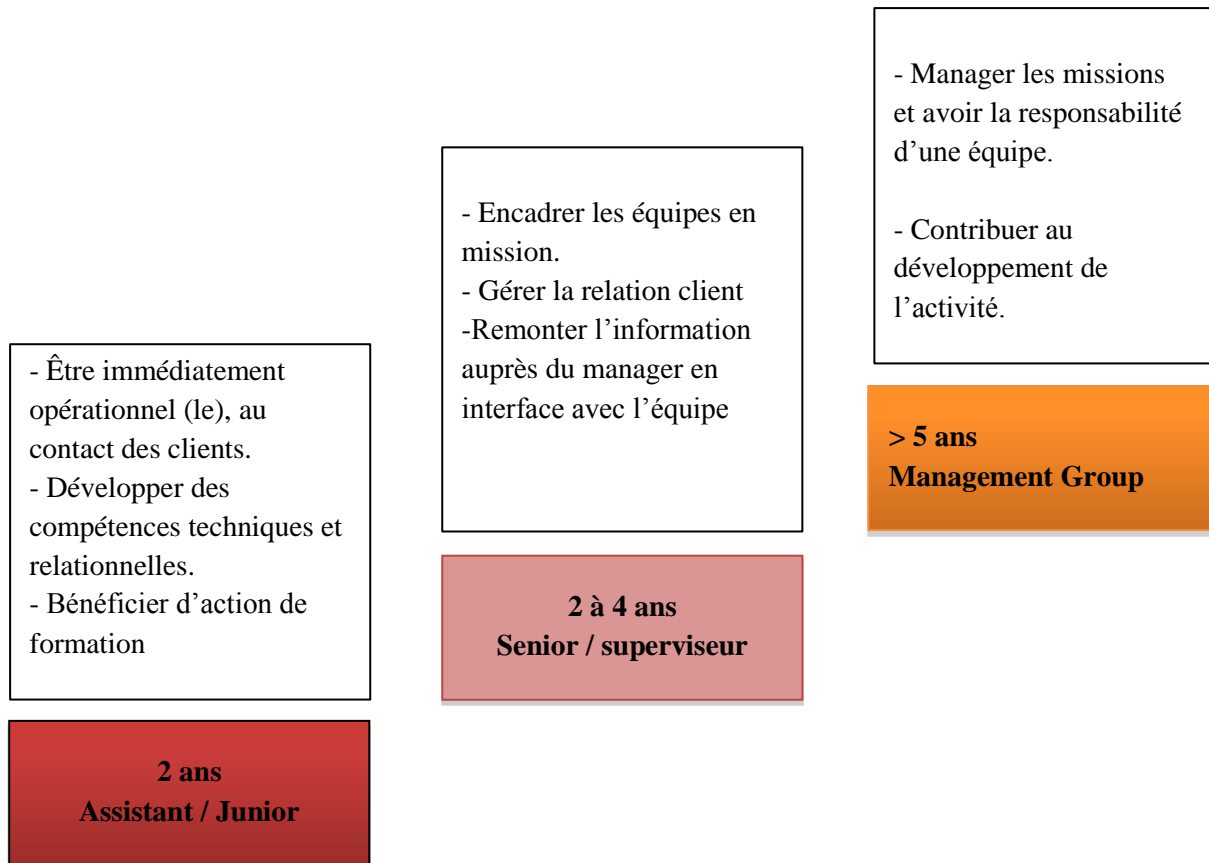 - Être immédiatement
opérationnel (le), au
contact des clients.
- Développer des
compétences techniques et
relationnelles.
- Bénéficier d’action de
formation
2 ans
Assistant / Junior
- Encadrer les équipes en
mission.
- Gérer la relation client
-Remonter l’information
auprès du manager en
interface avec l’équipe
2 à 4 ans
Senior / superviseur
- Manager les missions
et avoir la responsabilité
d’une équipe.
- Contribuer au
développement de
l’activité.
> 5 ans
Management Group